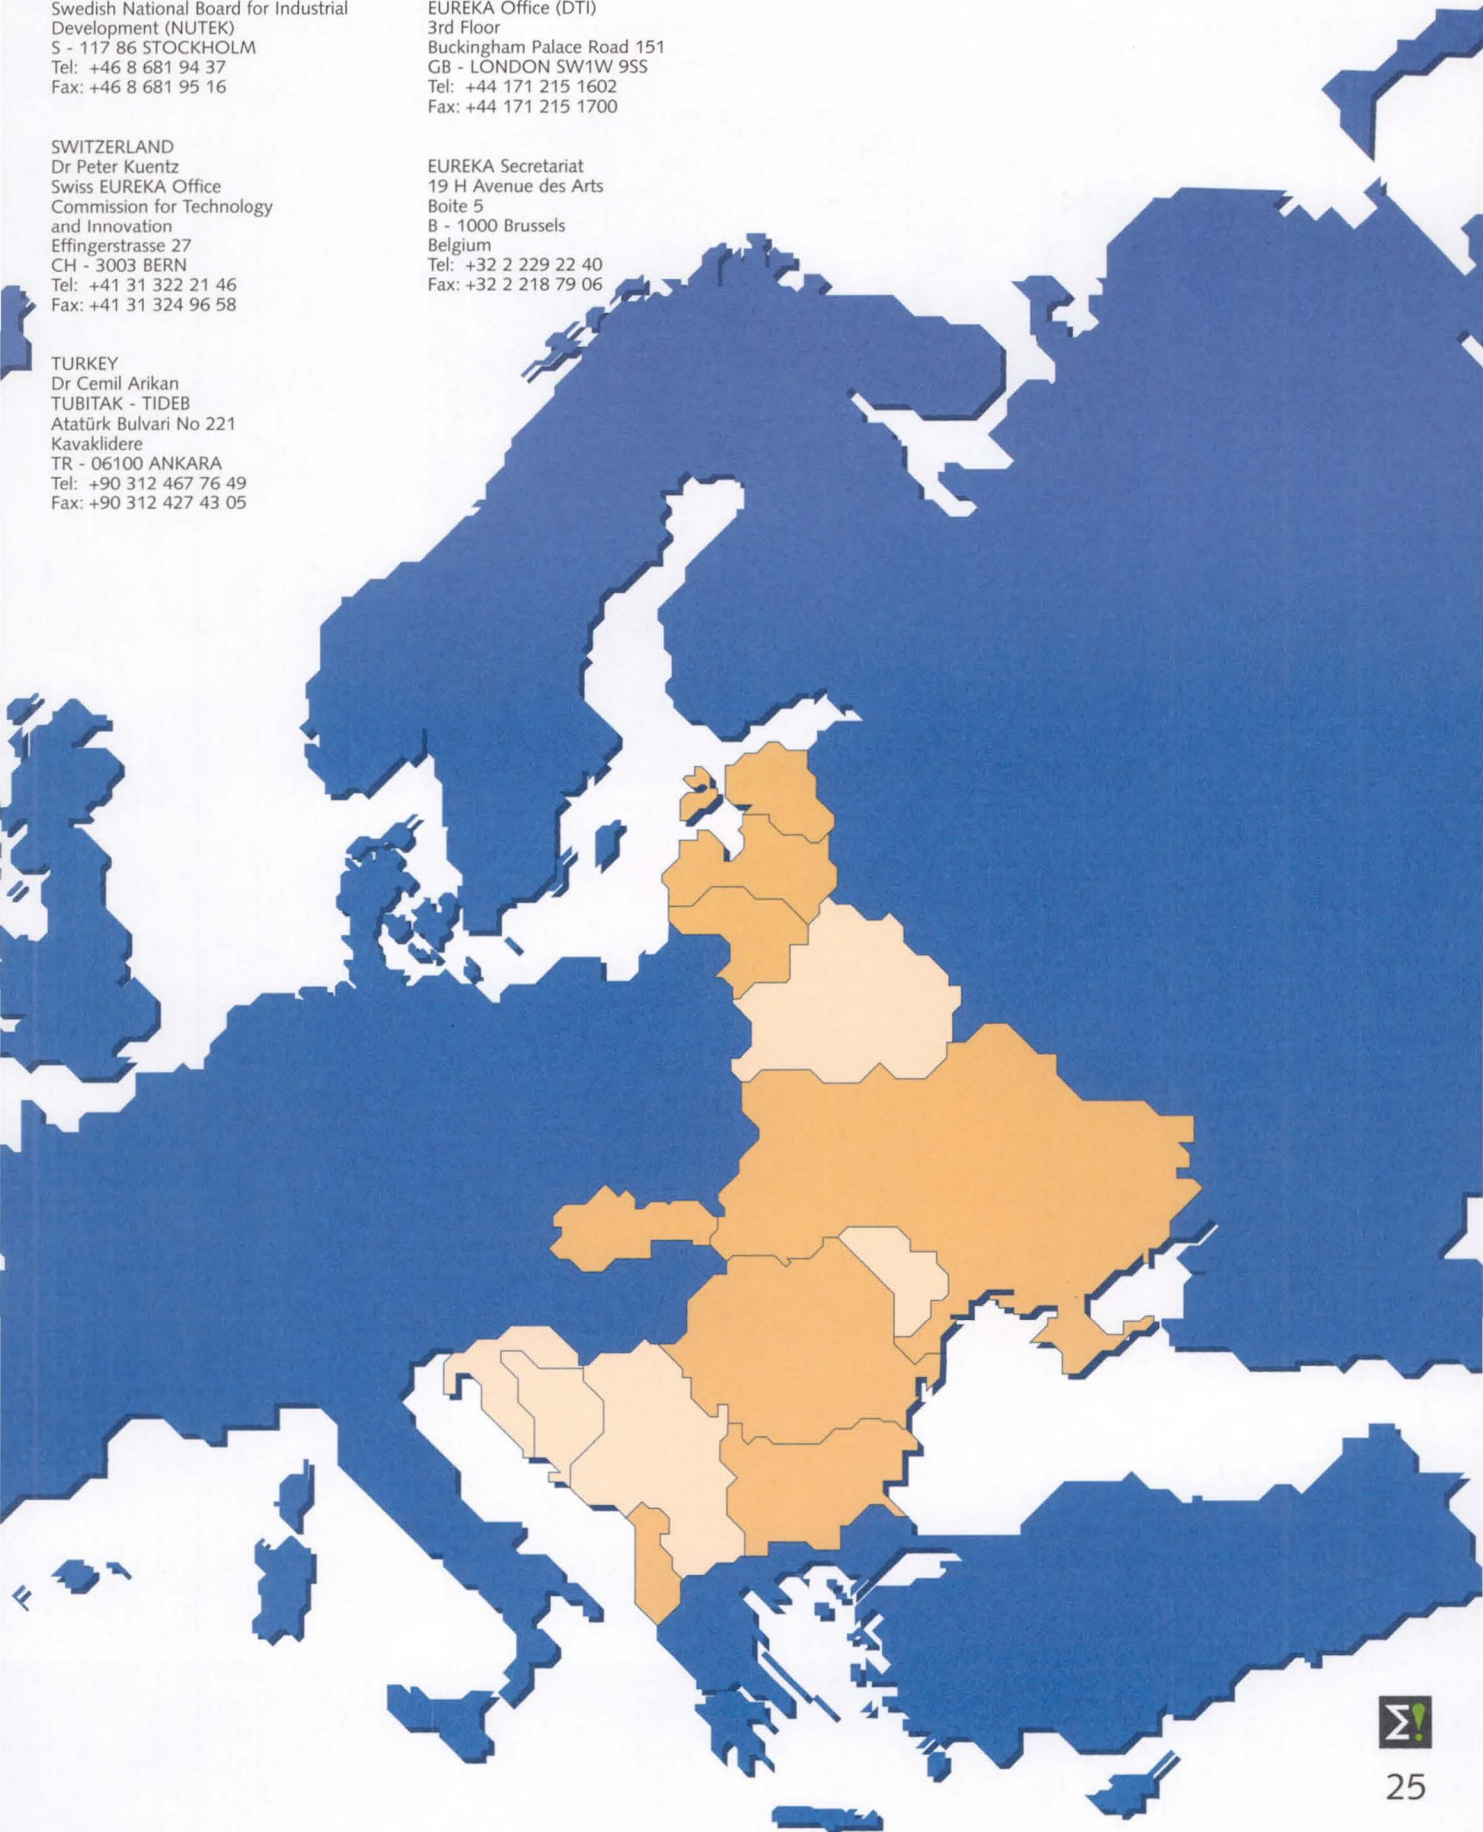 Swedish National Board for Industrial
Development (NUTEK)
S - 117 86 STOCKHOLM
Tel: +46 8 681 94 37
Fax: +46 8 681 95 16
SWITZERLAND
Dr Peter Kuentz
Swiss EUREKA Office
Commission for Technology
and Innovation
Effingerstrasse 27
CH - 3003 BERN
Tel: +41 31 322 21 46
Fax: +41 31 324 96 58
TURKEY
Dr Cemil Arikan
TUBITAK - TIDEB
Atatürk Bulvari No 221
Kavaklidere
TR - 06100 ANKARA
Tel: +90 312 467 76 49
Fax: +90 312 427 43 05
EUREKA Office (DTI)
3rd Floor
Buckingham Palace Road 151
GB - LONDON SW1W 9SS
Tel: +44 171 215 1602
Fax: +44 171 215 1700
EUREKA Secretariat
19 H Avenue des Arts
Boite 5
B - 1000 Brussels
Belgium
Tel: +32 2 229 22 40
Fax: +32 2 218 79 06
Σ!
25